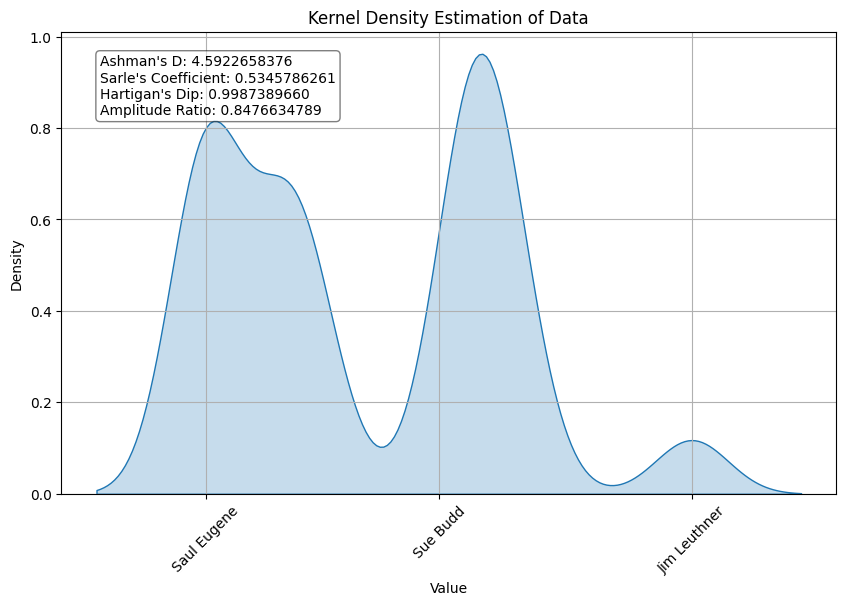 Kernel Density Estimation of Data
1.0
Ashman's D: 4.5922658376
Sarle's Coefficient: 0.5345786261
Hartigan's Dip: 0.9987389660
Amplitude Ratio: 0.8476634789
0.8
0.6
Density
0.4
0.2
0.0
Saul Eugene
Sue Budd
Jim Leuthner
Value